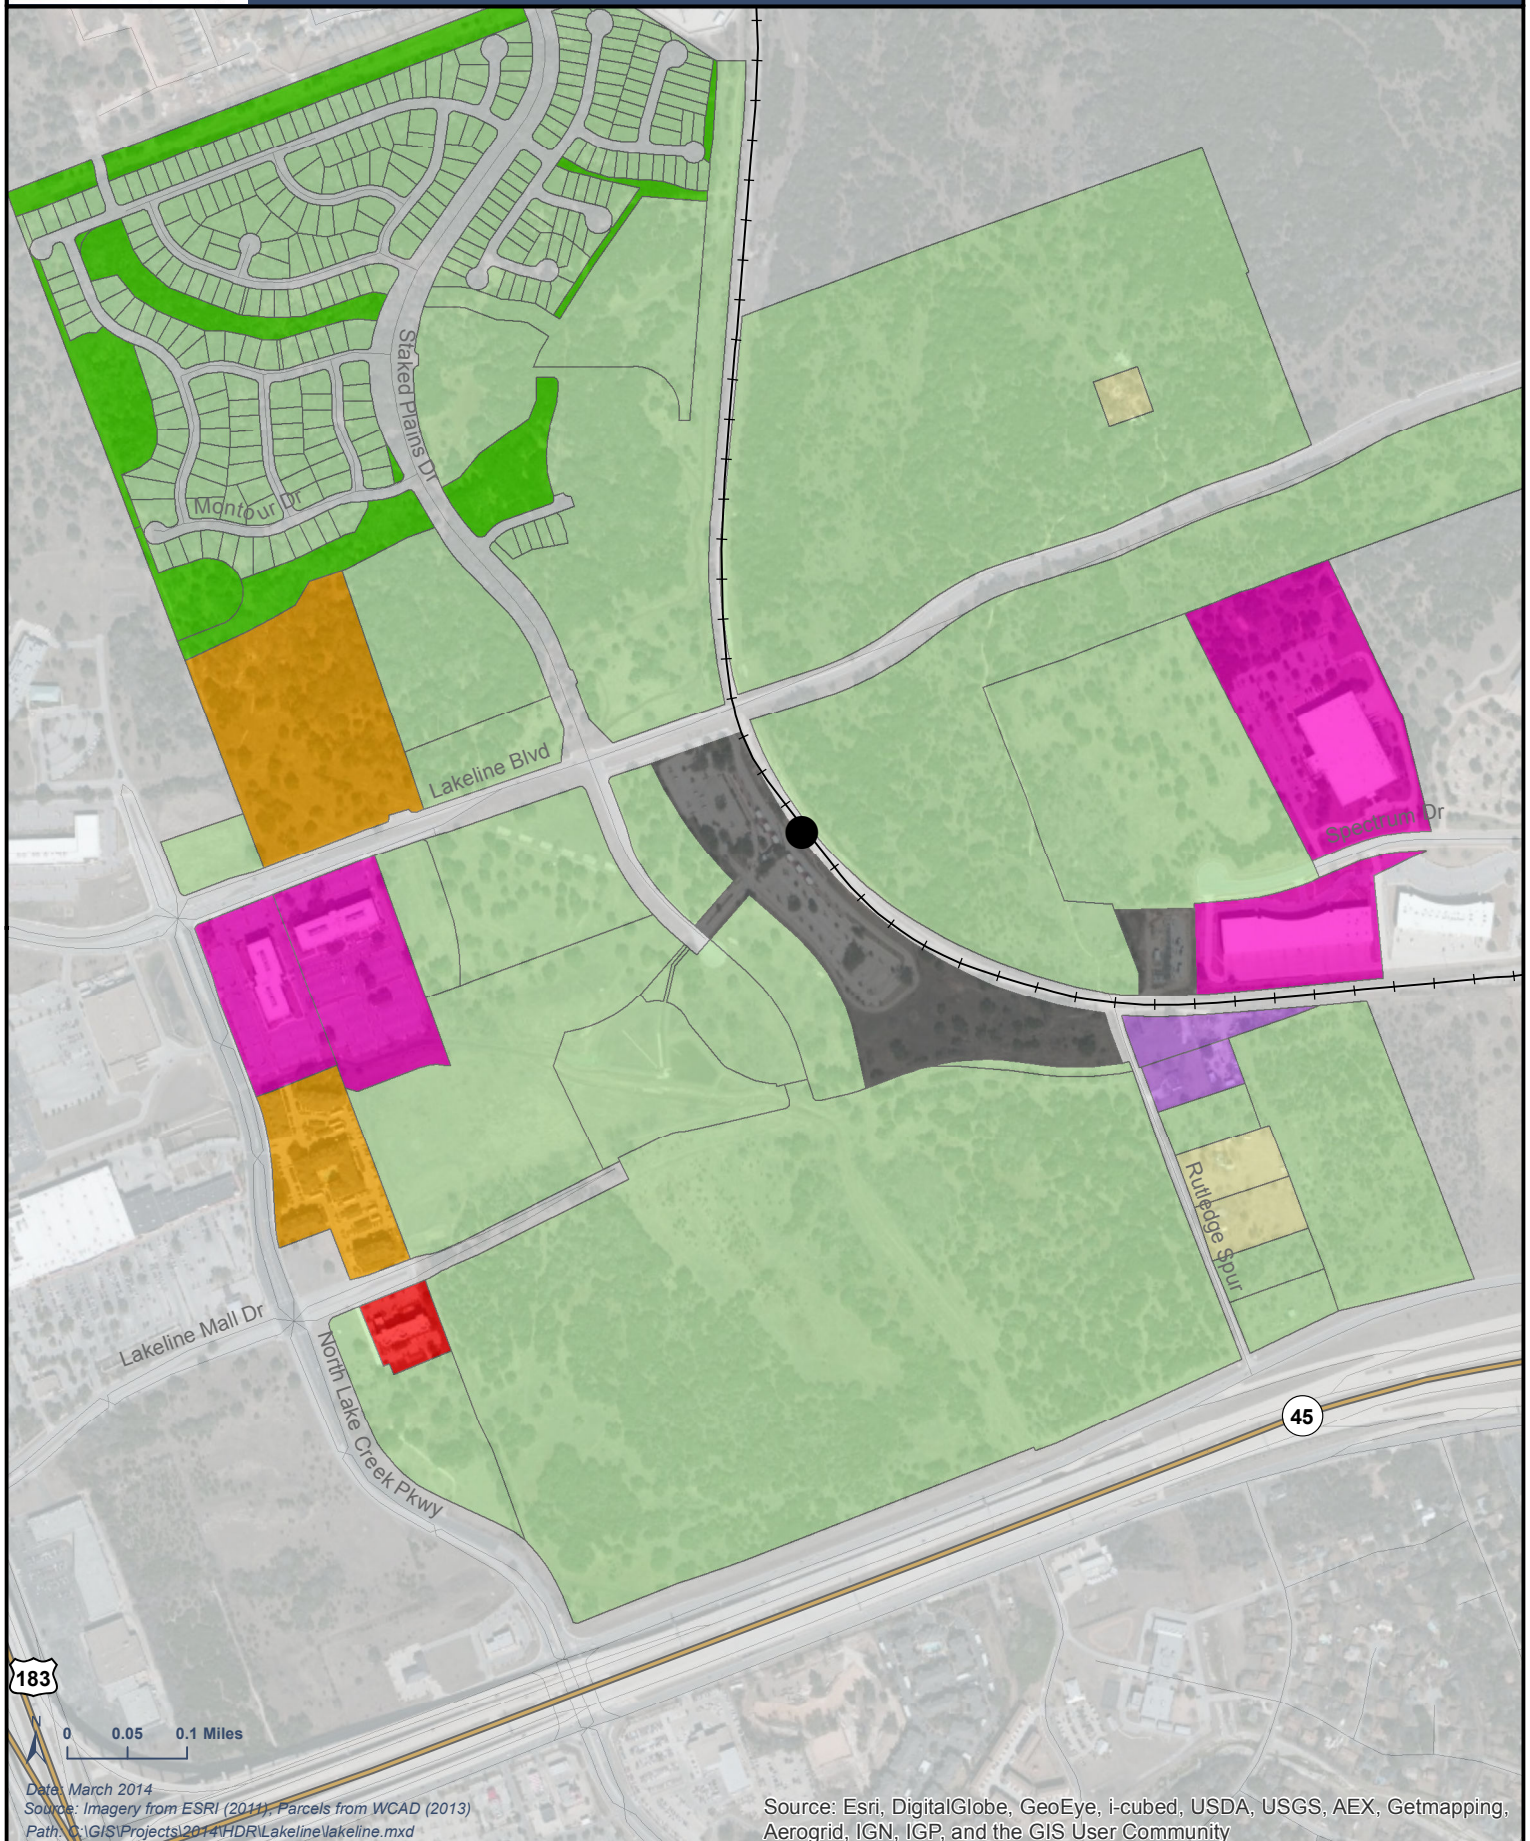 Staked Plains Dr
Montour Dr
Lakeline Blvd
Spectrum Dr
Rutledge Spur
Lakeline Mall Dr
North Lake Creek Pkwy
45
183
N
0 0.05 0.1 Miles
Date: March 2014
Source: Imagery from ESRI (2011), Parcels from WCAD (2013)
Path: C:\GIS\Projects\2014\HDR\Lakeline\lakeline.mxd
Source: Esri, DigitalGlobe, GeoEye, i-cubed, USDA, USGS, AEX, Getmapping,
Aerogrid, IGN, IGP, and the GIS User Community